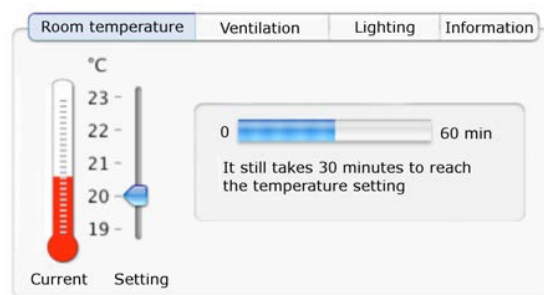 Room temperature Ventilation Lighting Information
°C
23
22
21
20
19
Current Setting
0 60 min
It still takes 30 minutes to reach
the temperature setting